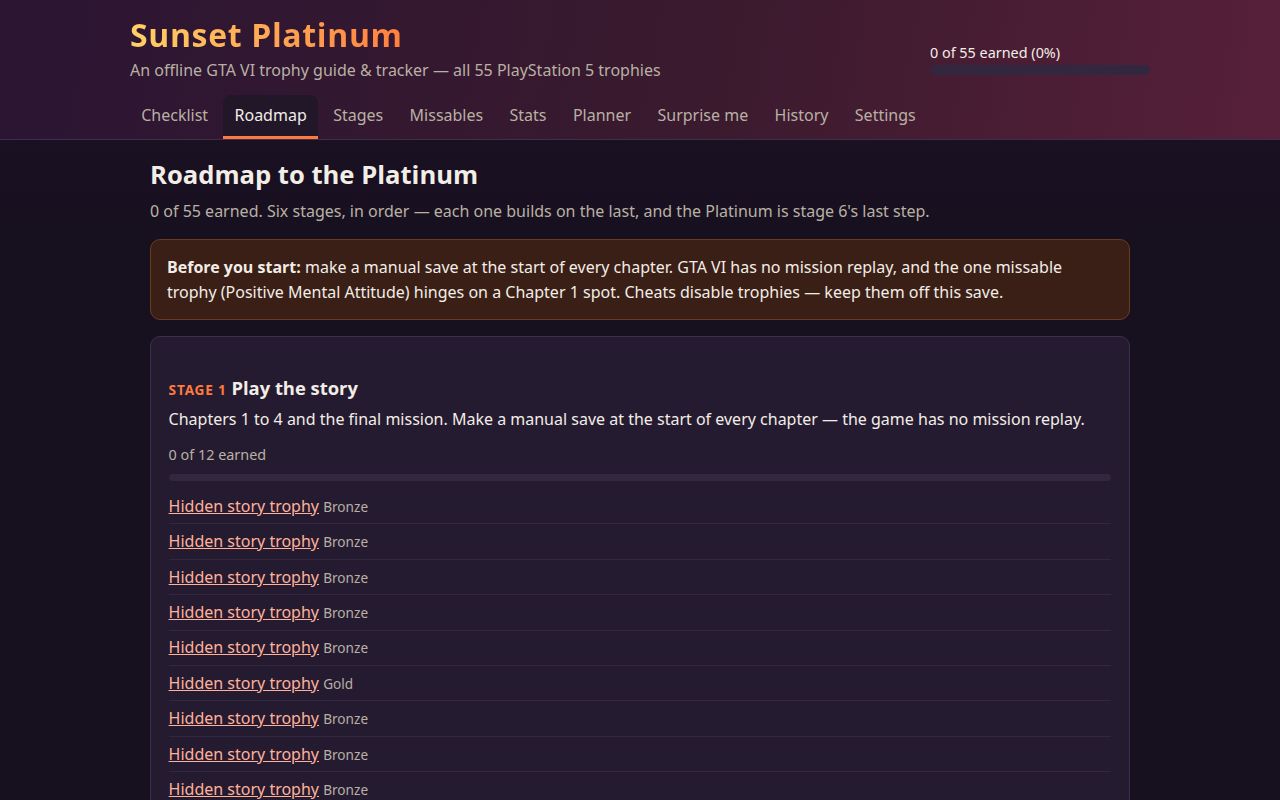 Sunset Platinum
An offline GTA VI trophy guide & tracker — all 55 PlayStation 5 trophies
0 of 55 earned (0%)
Checklist Roadmap Stages Missables Stats Planner Surprise me History Settings
Roadmap to the Platinum
0 of 55 earned. Six stages, in order — each one builds on the last, and the Platinum is stage 6's last step.
Before you start: make a manual save at the start of every chapter. GTA VI has no mission replay, and the one missable
trophy (Positive Mental Attitude) hinges on a Chapter 1 spot. Cheats disable trophies — keep them off this save.
STAGE 1 Play the story
Chapters 1 to 4 and the final mission. Make a manual save at the start of every chapter — the game has no mission replay.
0 of 12 earned
Hidden story trophy Bronze
Hidden story trophy Bronze
Hidden story trophy Bronze
Hidden story trophy Bronze
Hidden story trophy Bronze
Hidden story trophy Gold
Hidden story trophy Bronze
Hidden story trophy Bronze
Hidden story trophy Bronze